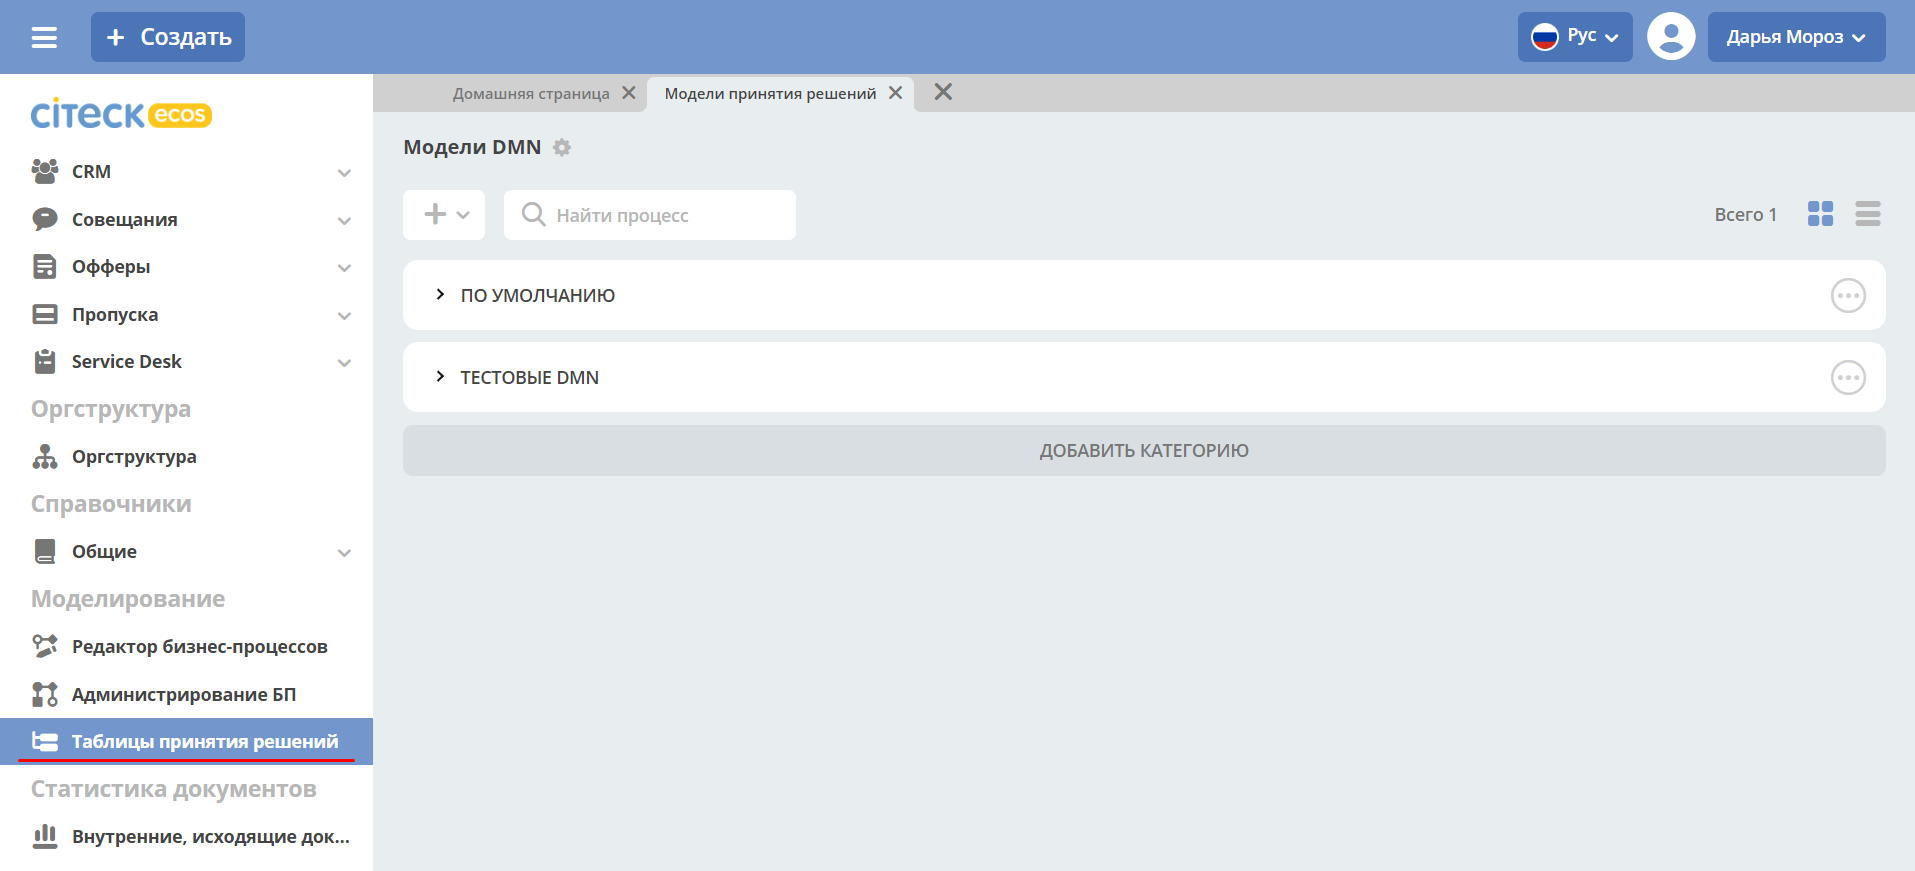 Создать
Рус
Дарья Мороз
citeck ecos
Домашняя страница
Модели принятия решений
CRM
Совещания
Офферы
Пропуска
Service Desk
Оргструктура
Оргструктура
Справочники
Общие
Моделирование
Редактор бизнес-процессов
Администрирование БП
Таблицы принятия решений
Статистика документов
Внутренние, исходящие док...
Модели DMN
Найти процесс
Всего 1
ПО УМОЛЧАНИЮ
ТЕСТОВЫЕ DMN
ДОБАВИТЬ КАТЕГОРИЮ